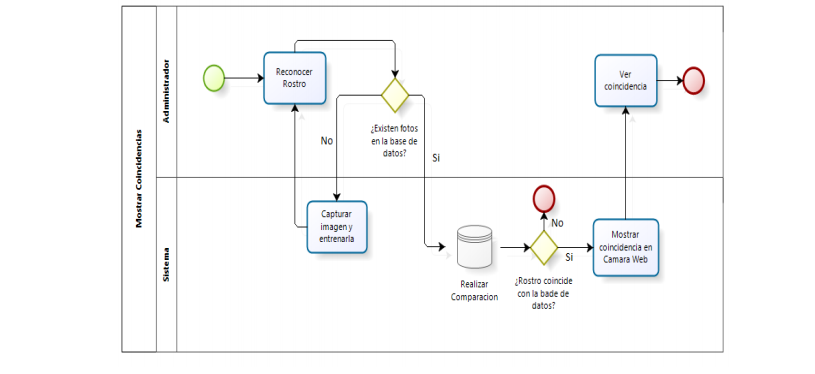 Mostrar Coincidencias
Administrador
Reconocer
Rostro
¿Existen fotos
en la base de
datos?
No
Si
Ver
coincidencia
Sistema
Capturar
imagen y
entrenarla
Realizar
Comparacion
No
Si
¿Rostro coincide
con la bade de
datos?
Mostrar
coincidencia en
Camara Web